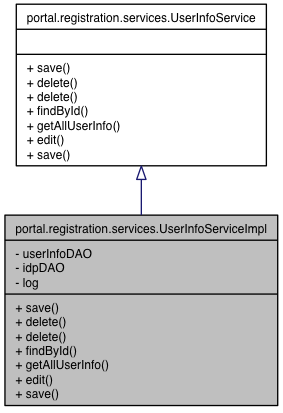 portal.registration.services.UserInfoService
+ save()
+ delete()
+ delete()
+ findById()
+ getAllUserInfo()
+ edit()
+ save()
portal.registration.services.UserInfoServiceImpl
- userInfoDAO
- idpDAO
- log
+ save()
+ delete()
+ delete()
+ findById()
+ getAllUserInfo()
+ edit()
+ save()